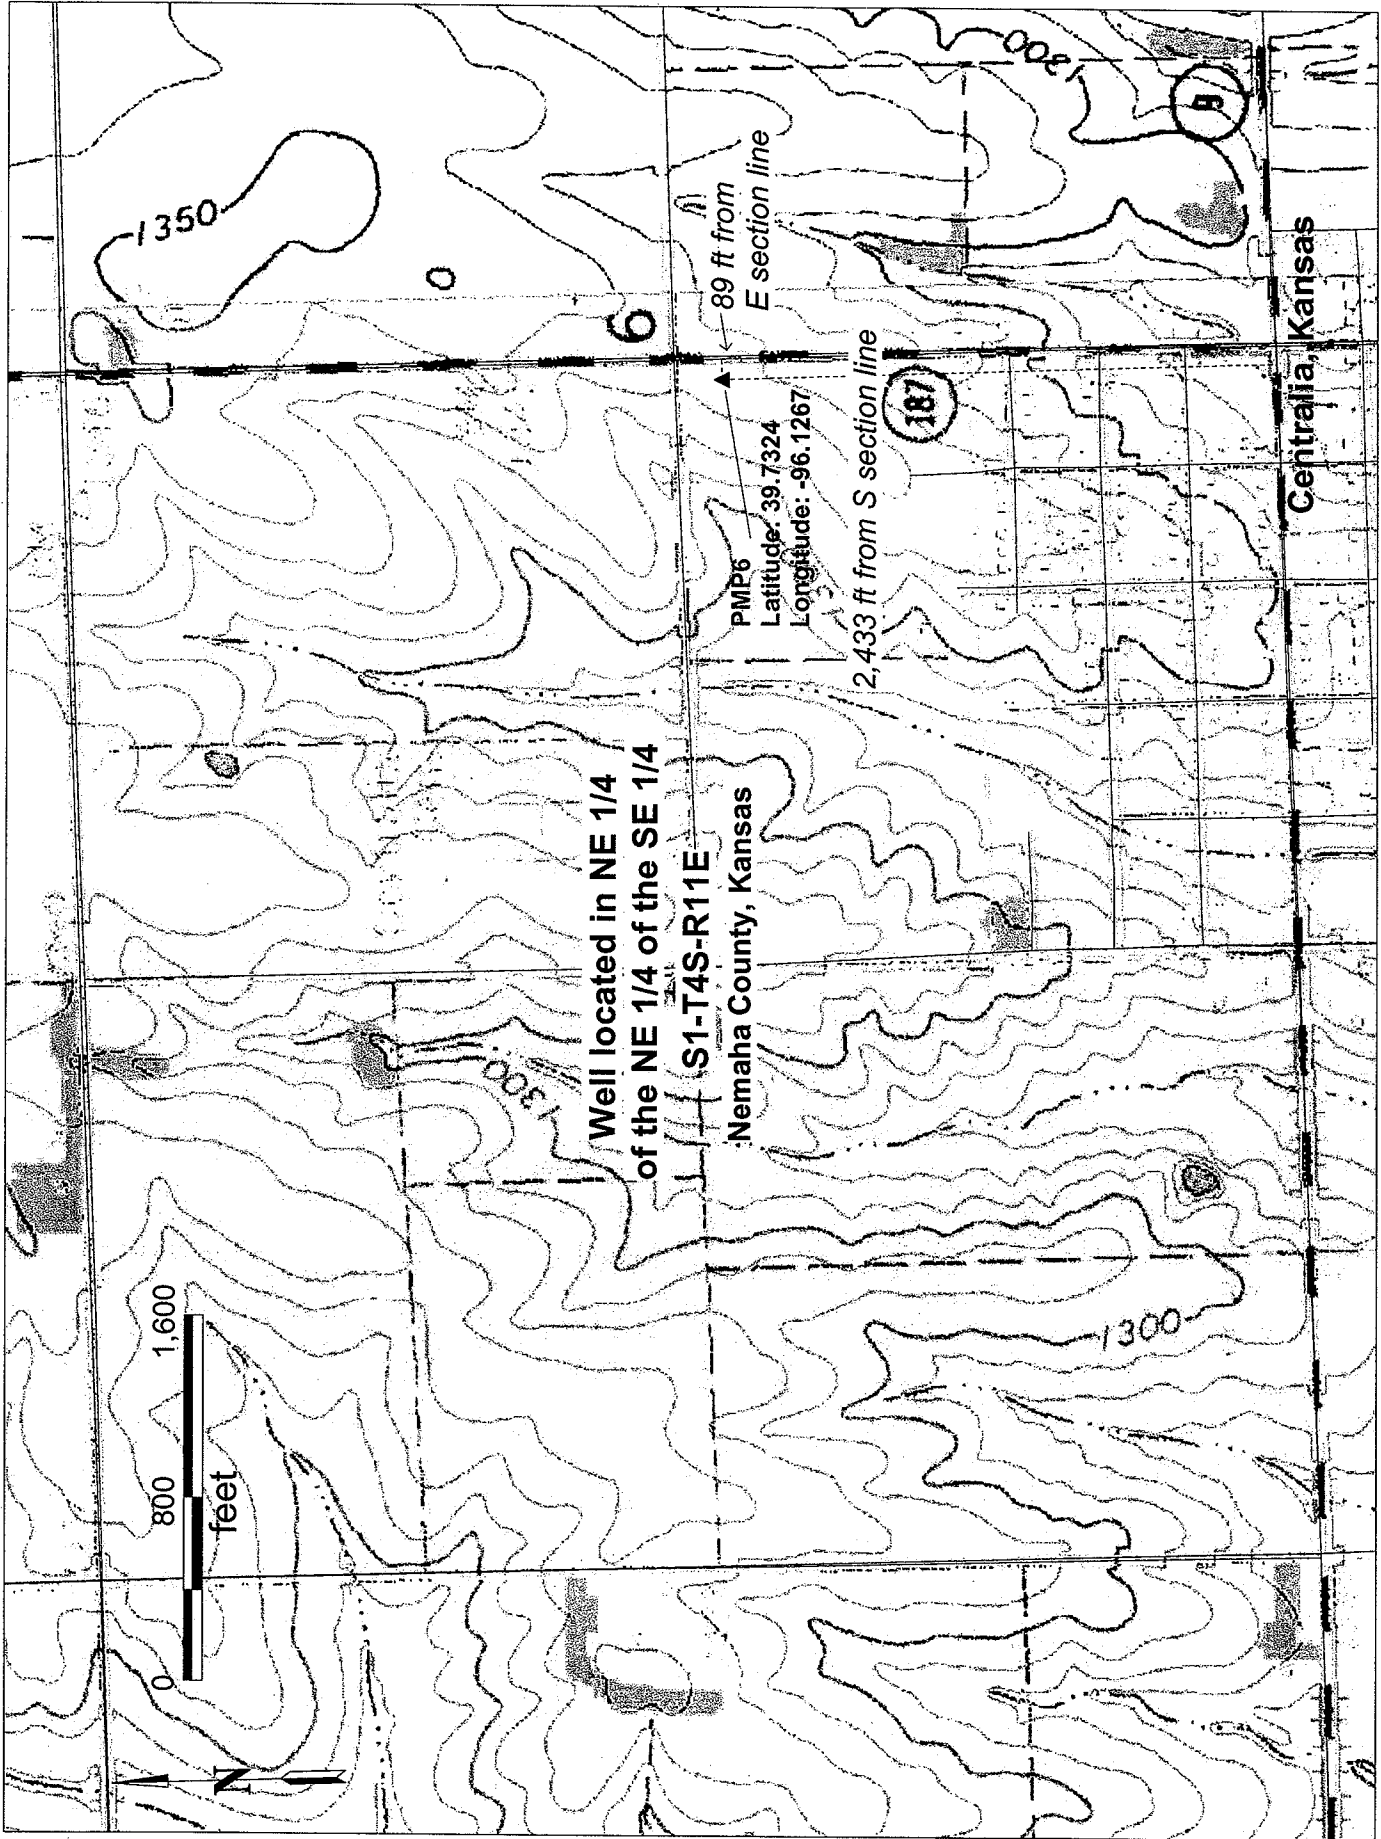 1350
0
6
1300
9
89 ft from
E section line
PMP6
Latitude: 39.7324
Longitude: -96.1267
2,433 ft from S section line
187
Centralia, Kansas
Well located in NE 1/4
of the NE 1/4 of the SE 1/4
S1-T4S-R11E
Nemaha County, Kansas
1300
1300
0 800 1,600
feet
N